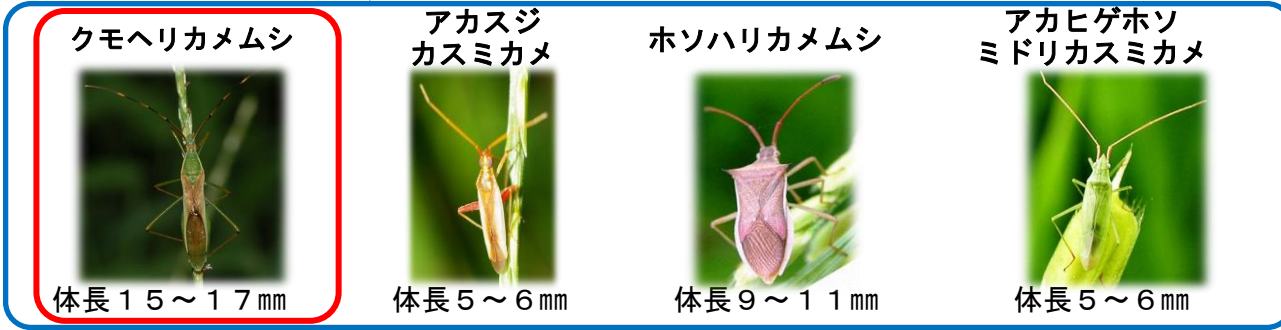 クモヘリカメムシ
体長１５～１７㎜
アカスジ
カスミカメ
体長５～６㎜
ホソハリカメムシ
体長９～１１㎜
アカヒゲホソ
ミドリカスミカメ
体長５～６㎜